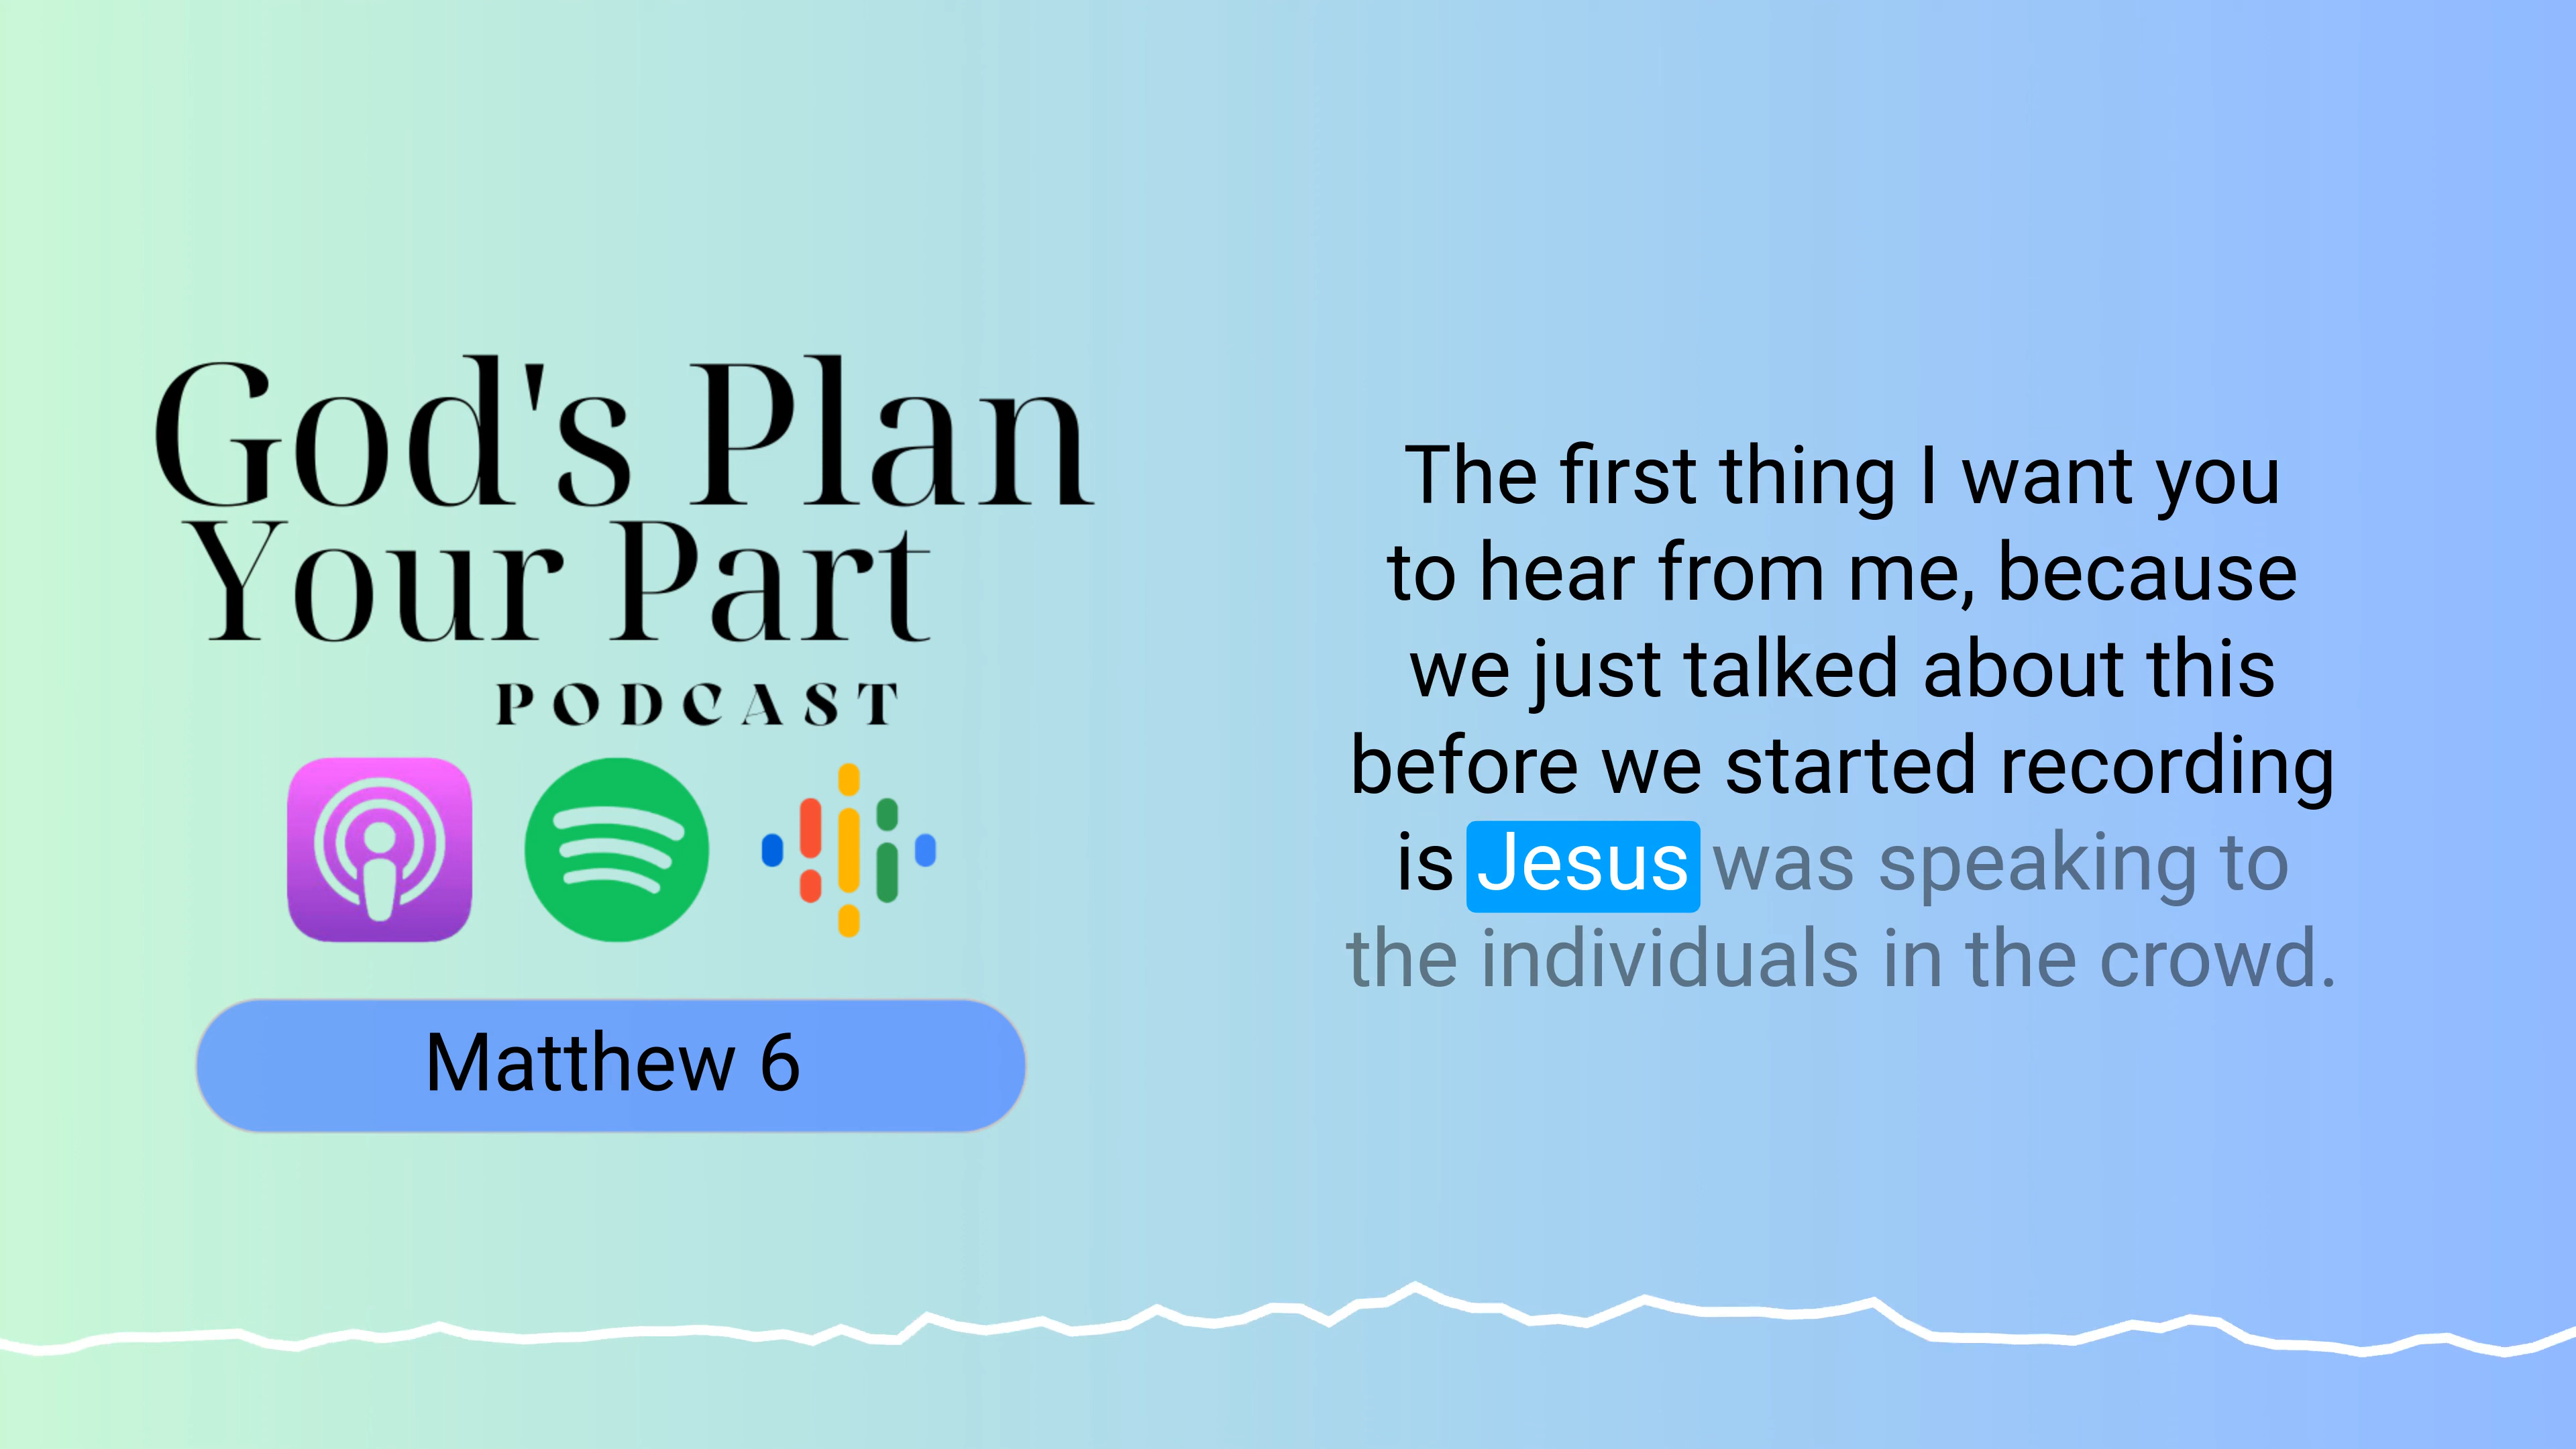 God's Plan
Your Part
PODCAST
Matthew 6
The first thing I want you
to hear from me, because
we just talked about this
before we started recording
is Jesus was speaking to
the individuals in the crowd.